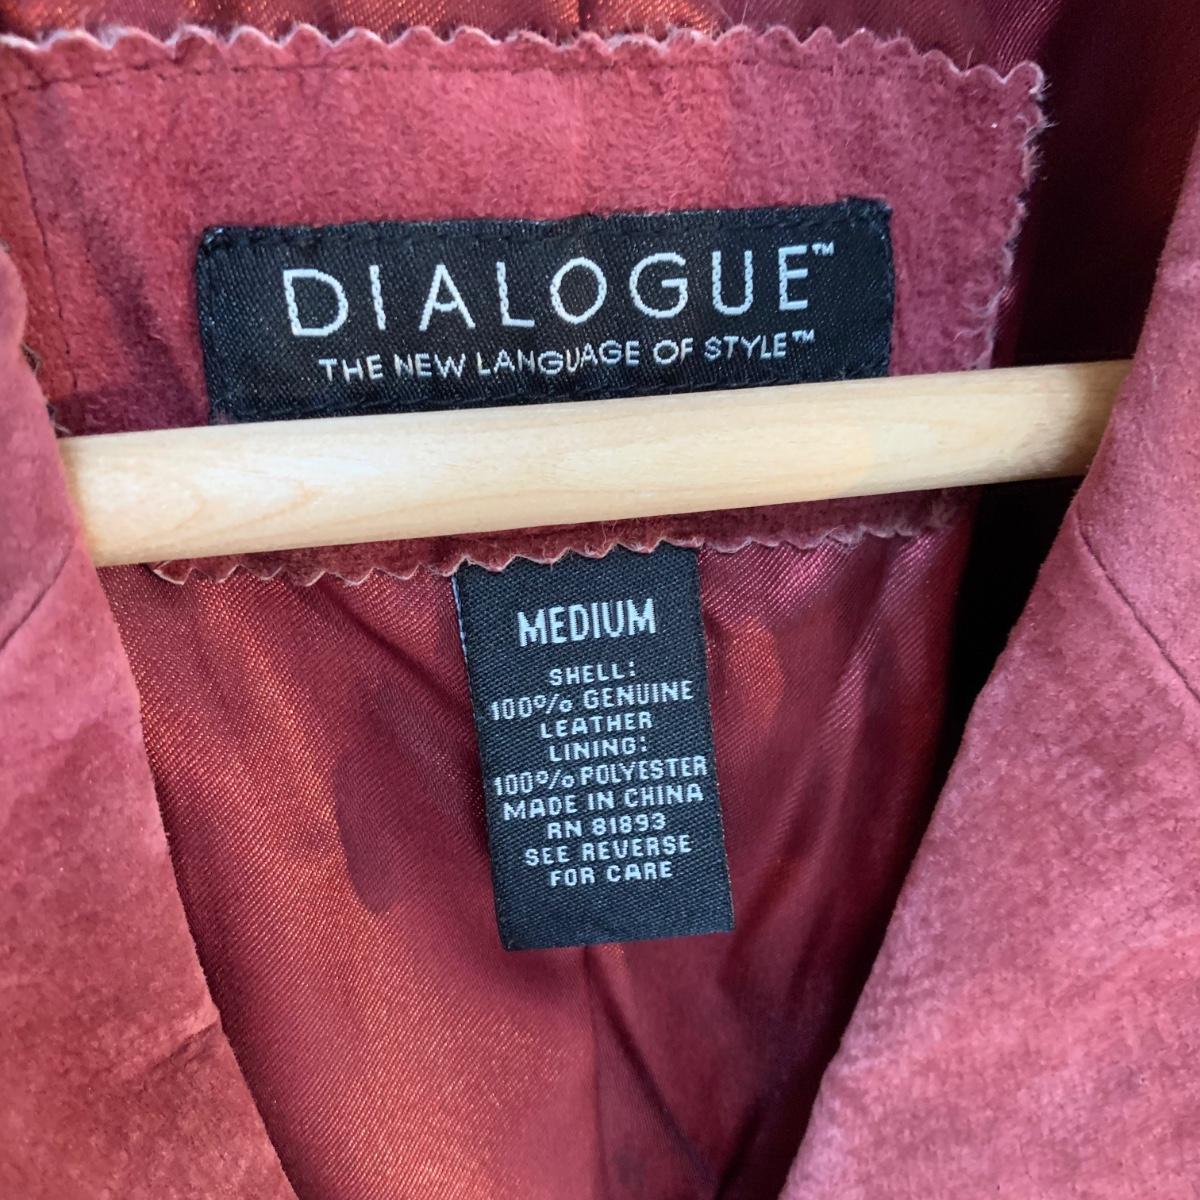 DIALOGUE™
THE NEW LANGUAGE OF STYLE™
MEDIUM
SHELL:
100% GENUINE
LEATHER
LINING:
100% POLYESTER
MADE IN CHINA
RN 81893
SEE REVERSE
FOR CARE